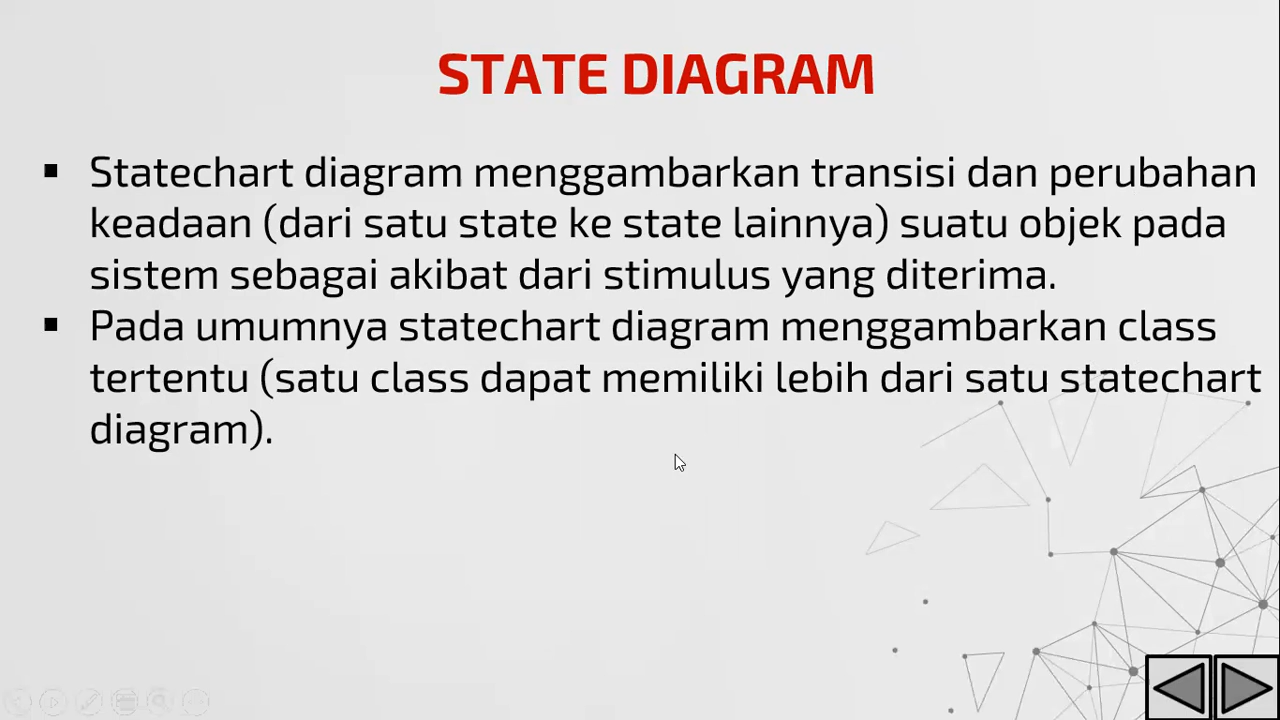 STATE DIAGRAM
▪ Statechart diagram menggambarkan transisi dan perubahan
keadaan (dari satu state ke state lainnya) suatu objek pada
sistem sebagai akibat dari stimulus yang diterima.
▪ Pada umumnya statechart diagram menggambarkan class
tertentu (satu class dapat memiliki lebih dari satu statechart
diagram).